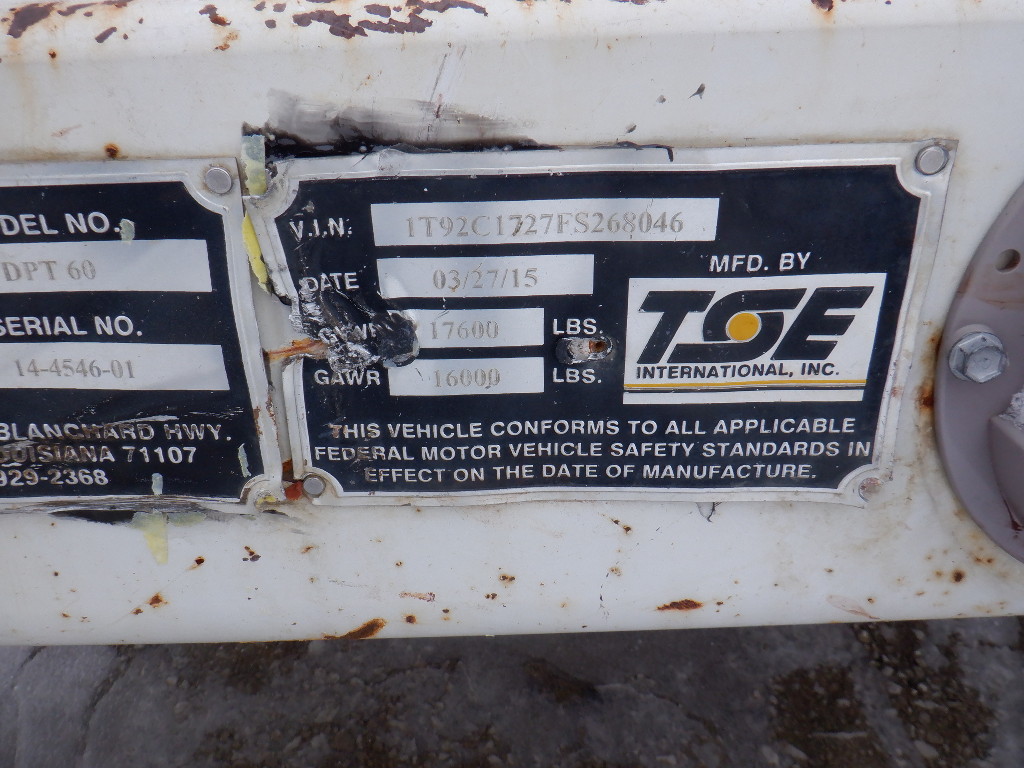 DEL NO.
DPT 60
SERIAL NO.
14-4546-01
BLANCHARD HWY.
OUISIANA 71107
929-2368
V.I.N. 1T92C1727FS268046
DATE 03/27/15
17600 LBS.
GAWR 16000 LBS.
MFD. BY
TSE
INTERNATIONAL, INC.
THIS VEHICLE CONFORMS TO ALL APPLICABLE
FEDERAL MOTOR VEHICLE SAFETY STANDARDS IN
EFFECT ON THE DATE OF MANUFACTURE.